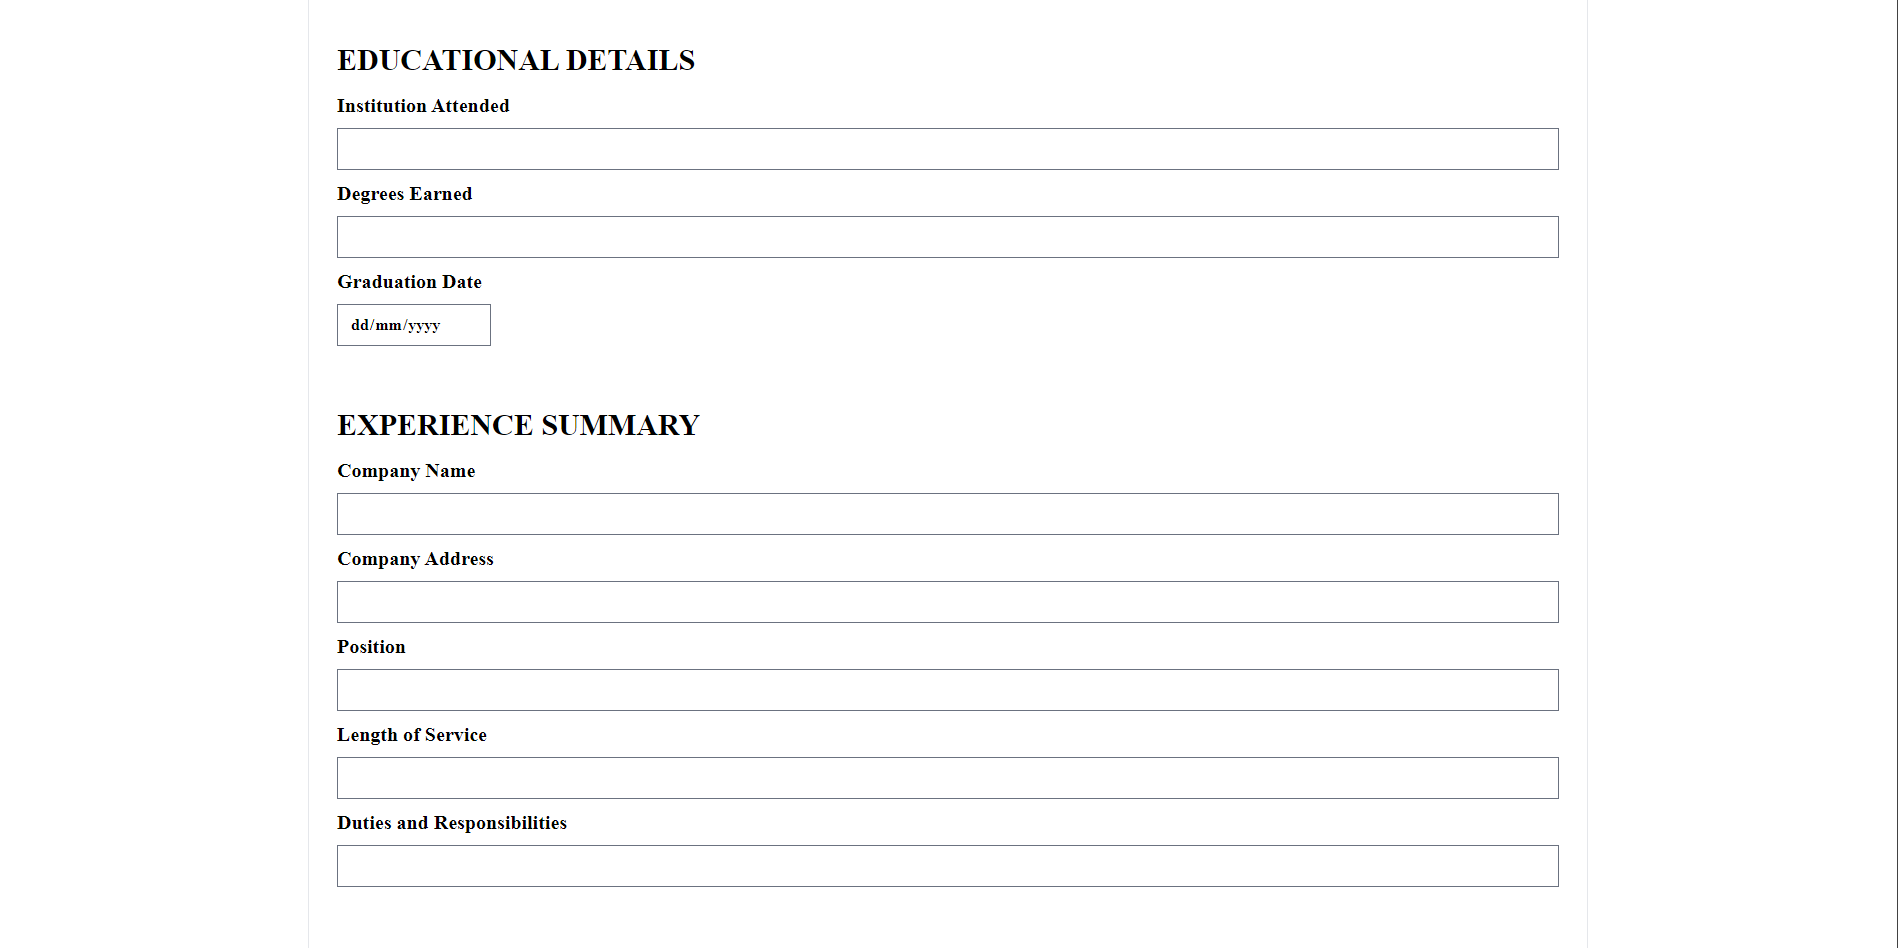 EDUCATIONAL DETAILS
Institution Attended
Degrees Earned
Graduation Date
dd/mm/yyyy
EXPERIENCE SUMMARY
Company Name
Company Address
Position
Length of Service
Duties and Responsibilities